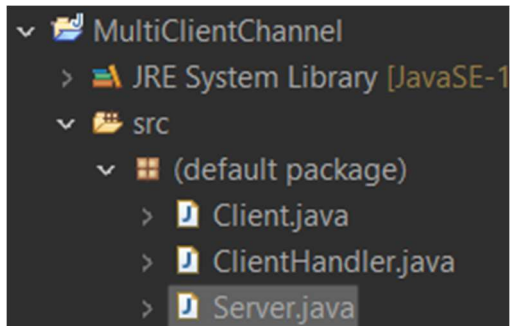 MultiClientChannel
JRE System Library [JavaSE-1
src
(default package)
Client.java
ClientHandler.java
Server.java